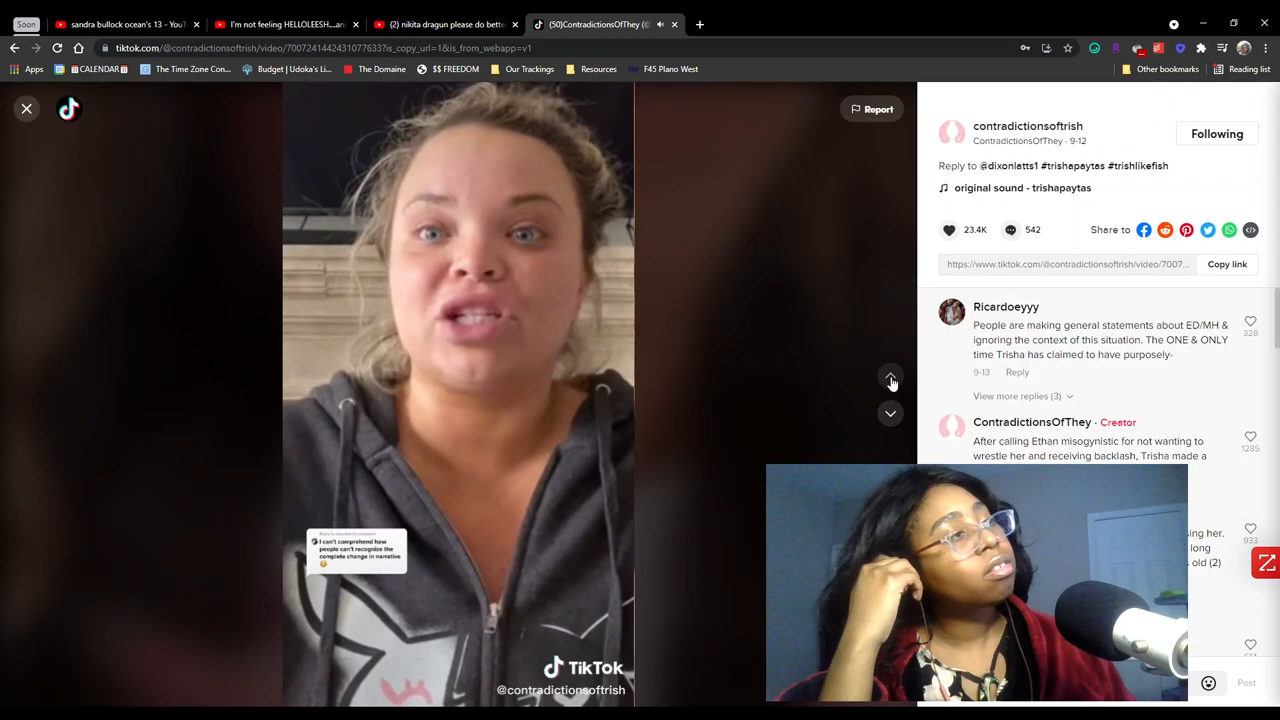 Soon
sandra bullock ocean's 13 - YouT
I'm not feeling HELLOLEESH....an
(2) nikita dragun please do bette
(50)ContradictionsOfThey (@
tiktok.com/@contradictionsoftrish/video/7007241442431077633?is_copy_url=1&is_from_webapp=v1
Apps
CALENDAR
The Time Zone Con...
Budget | Udoka's Li...
The Domaine
$$ FREEDOM
Our Trackings
Resources
F45 Plano West
Other bookmarks
Reading list
Report
contradictionsoftrish
ContradictionsOfThey · 9-12
Following
Reply to @dixonlatts1 #trishapaytas #trishlikefish
original sound - trishapaytas
23.4K
542
Share to
https://www.tiktok.com/@contradictionsoftrish/video/7007...
Copy link
Ricardoeyyy
People are making general statements about ED/MH &
ignoring the context of this situation. The ONE & ONLY
time Trisha has claimed to have purposely-
328
9-13 Reply
View more replies (3)
ContradictionsOfThey · Creator
After calling Ethan misogynistic for not wanting to
wrestle her and receiving backlash, Trisha made a
1285
sing her.
long
s old (2)
933
I can't comprehend how
people can't recognize the
complete change in narrative
TikTok
@contradictionsoftrish
Post